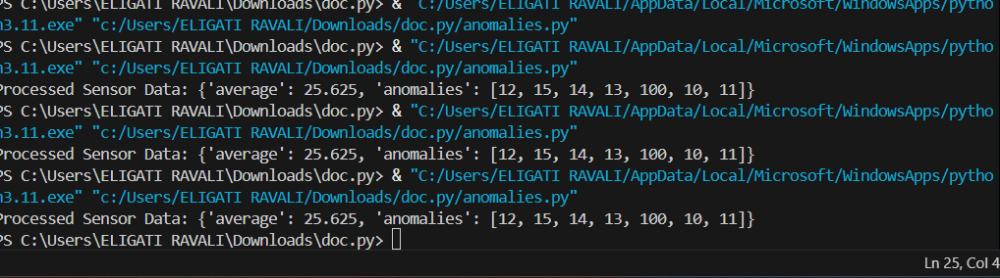 PS C:\Users\ELIGATI RAVALI\Downloads\doc.py> & "C:/Users/ELIGATI RAVALI/AppData/Local/Microsoft/WindowsApps/pytho
n3.11.exe" "c:/Users/ELIGATI RAVALI/Downloads/doc.py/anomalies.py"
PS C:\Users\ELIGATI RAVALI\Downloads\doc.py> & "C:/Users/ELIGATI RAVALI/AppData/Local/Microsoft/WindowsApps/pytho
n3.11.exe" "c:/Users/ELIGATI RAVALI/Downloads/doc.py/anomalies.py"
Processed Sensor Data: {'average': 25.625, 'anomalies': [12, 15, 14, 13, 100, 10, 11]}
PS C:\Users\ELIGATI RAVALI\Downloads\doc.py> & "C:/Users/ELIGATI RAVALI/AppData/Local/Microsoft/WindowsApps/pytho
n3.11.exe" "c:/Users/ELIGATI RAVALI/Downloads/doc.py/anomalies.py"
Processed Sensor Data: {'average': 25.625, 'anomalies': [12, 15, 14, 13, 100, 10, 11]}
PS C:\Users\ELIGATI RAVALI\Downloads\doc.py> & "C:/Users/ELIGATI RAVALI/AppData/Local/Microsoft/WindowsApps/pytho
n3.11.exe" "c:/Users/ELIGATI RAVALI/Downloads/doc.py/anomalies.py"
Processed Sensor Data: {'average': 25.625, 'anomalies': [12, 15, 14, 13, 100, 10, 11]}
PS C:\Users\ELIGATI RAVALI\Downloads\doc.py>
Ln 25, Col 4